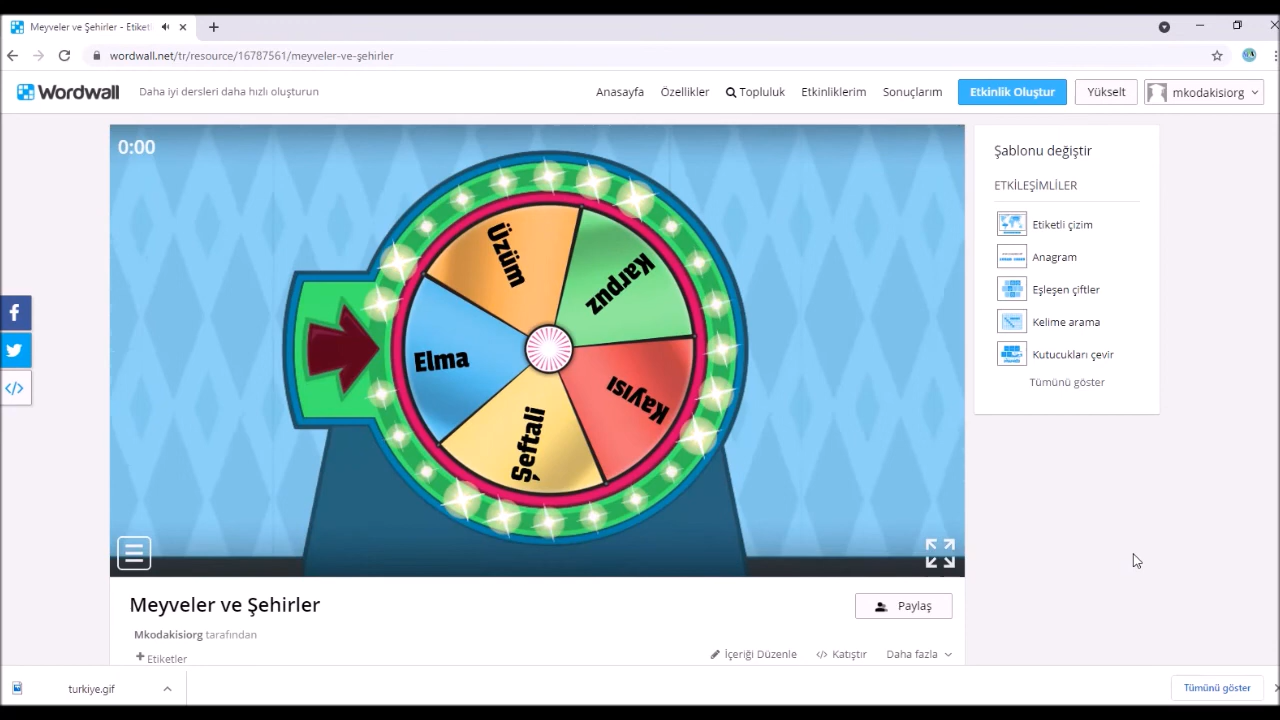 Meyveler ve Şehirler - Etiket
wordwall.net/tr/resource/16787561/meyveler-ve-şehirler
Wordwall
Daha iyi dersleri daha hızlı oluşturun
Anasayfa
Özellikler
Topluluk
Etkinliklerim
Sonuçlarım
Etkinlik Oluştur
Yükselt
mkodakisiorg
0:00
Üzüm
Karpuz
Elma
Kayısı
Şeftali
Şablonu değiştir
ETKİLEŞİMLİLER
Etiketli çizim
Anagram
Eşleşen çiftler
Kelime arama
Kutucukları çevir
Tümünü göster
Meyveler ve Şehirler
Paylaş
Mkodakisiorg tarafından
+ Etiketler
İçeriği Düzenle
</> Katıştır
Daha fazla
turkiye.gif
Tümünü göster